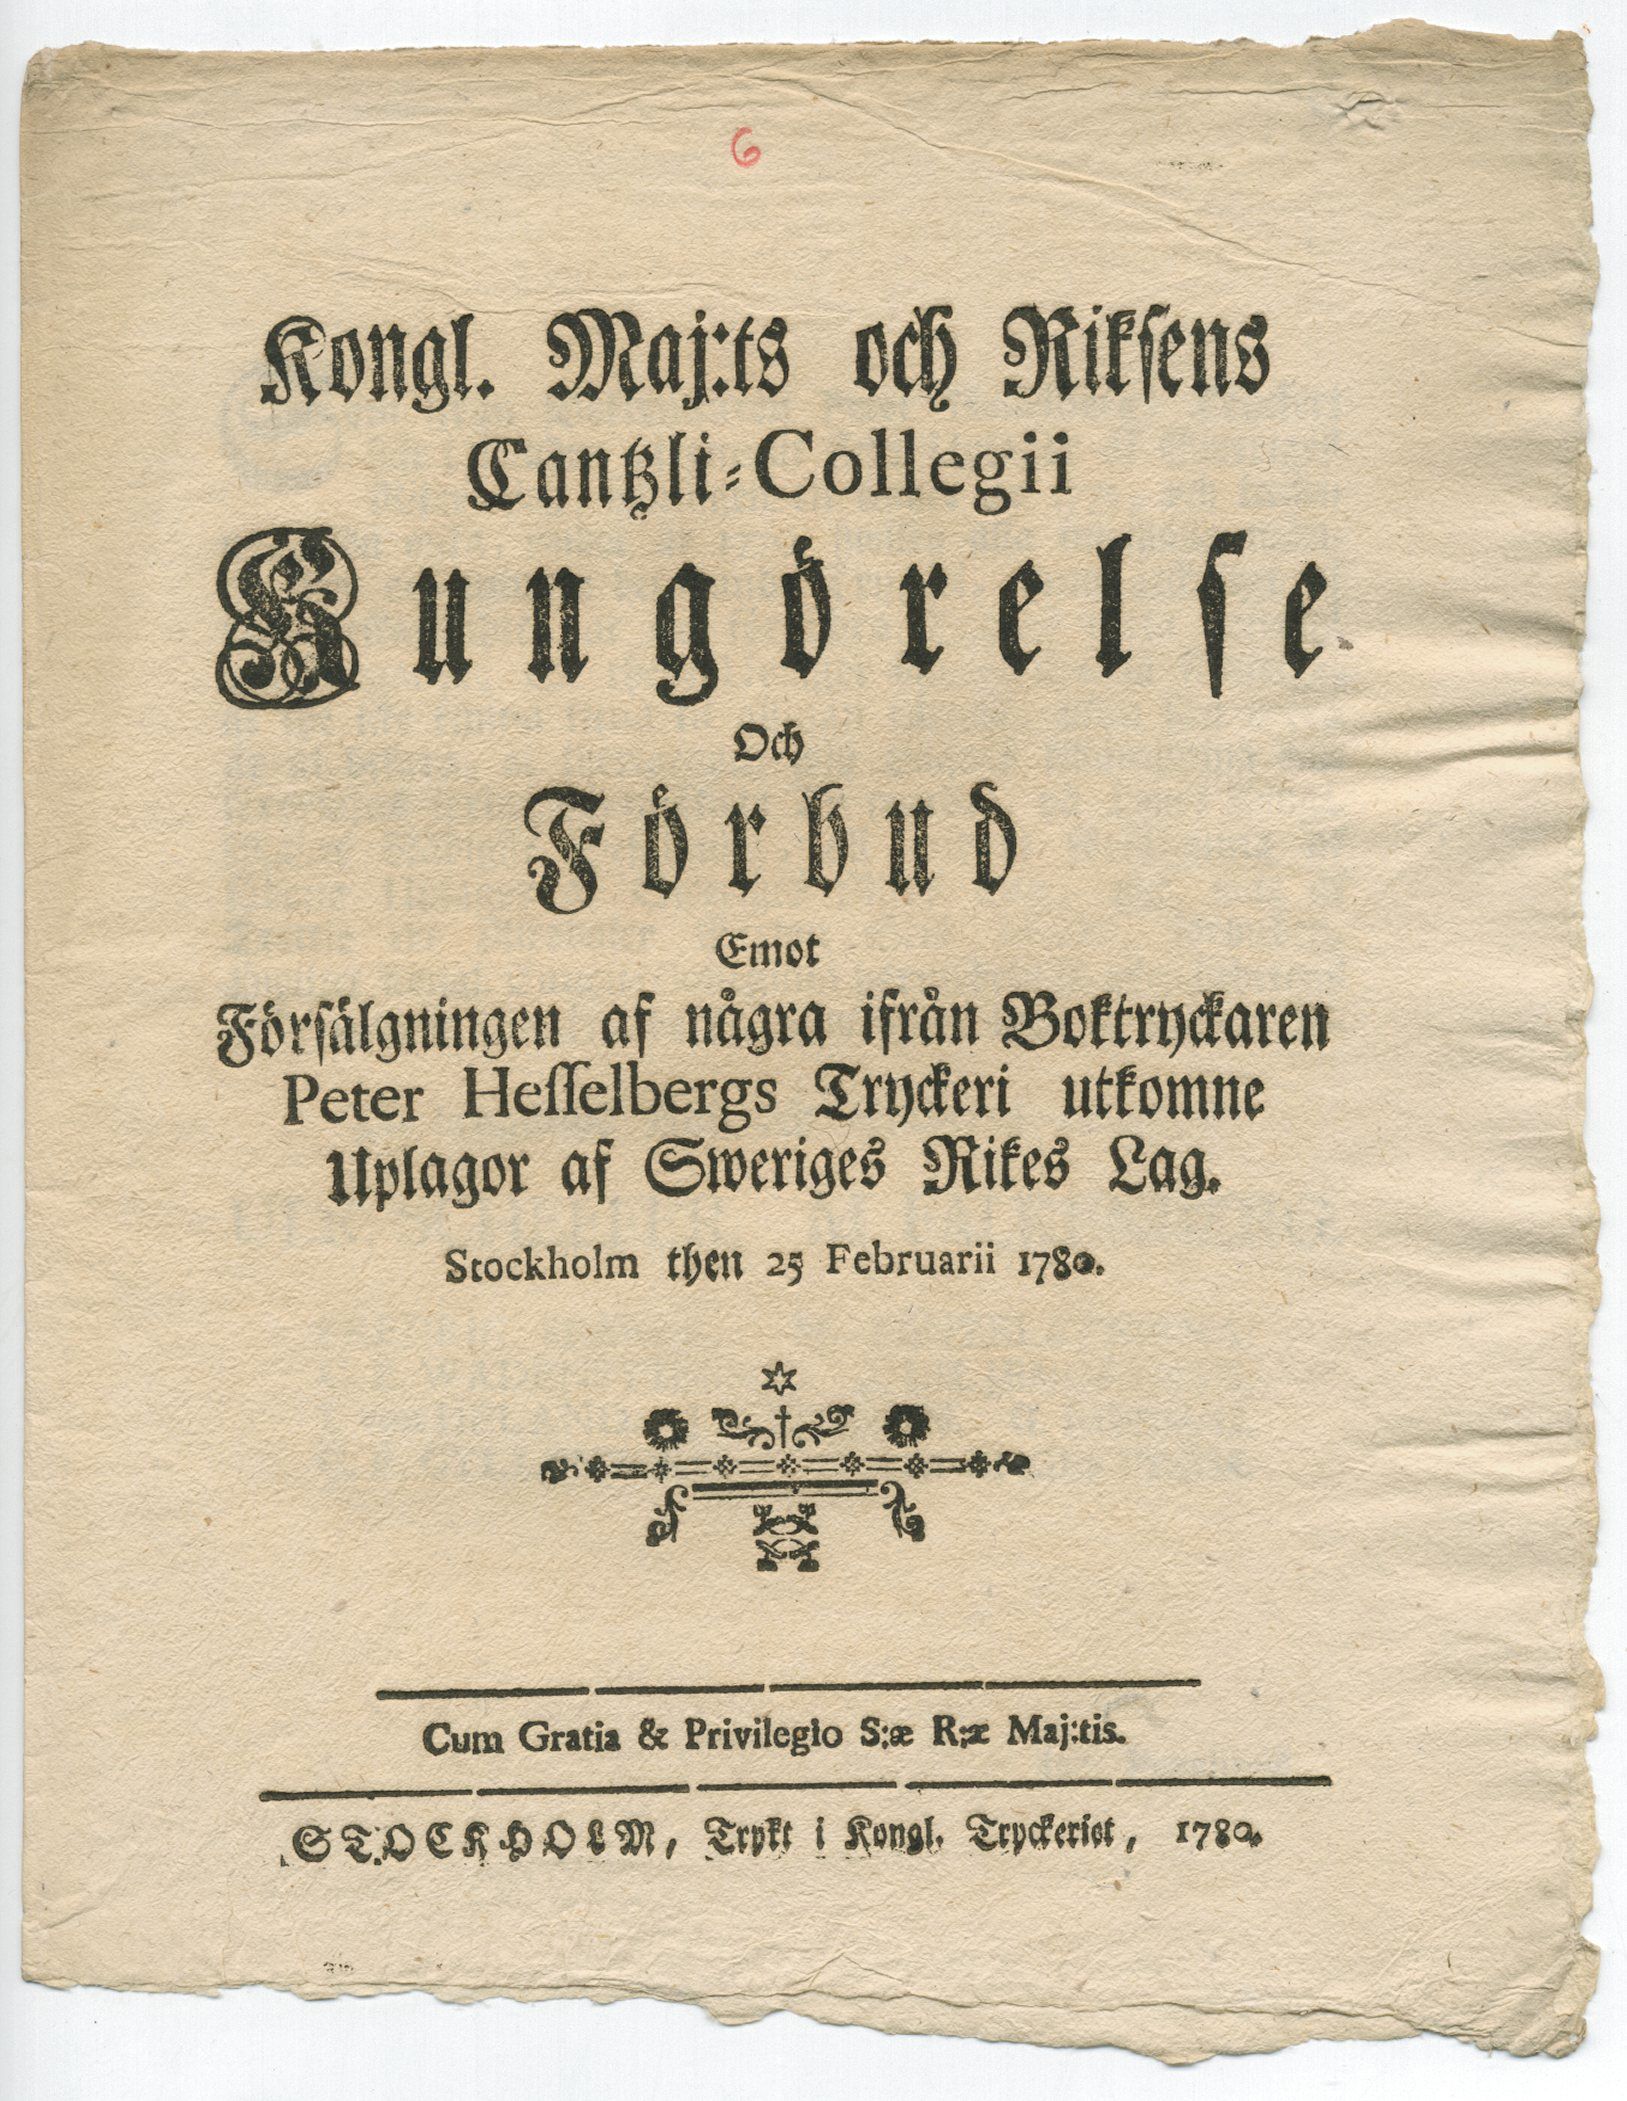 6
Kongl. Maj:ts och Rikſens
Cantzli-Collegii
Kungörelſe
Och
Förbud
Emot
Förſälgningen af några ifrån Boktryckaren
Peter Heſſelbergs Tryckeri utkomne
Uplagor af Sweriges Rikes Lag.
Stockholm then 25 Februarii 1780.
Cum Gratia & Privilegio S:æ R:æ Maj:tis.
STOCKHOLM, Trykt i Kongl. Tryckeriet, 1780.